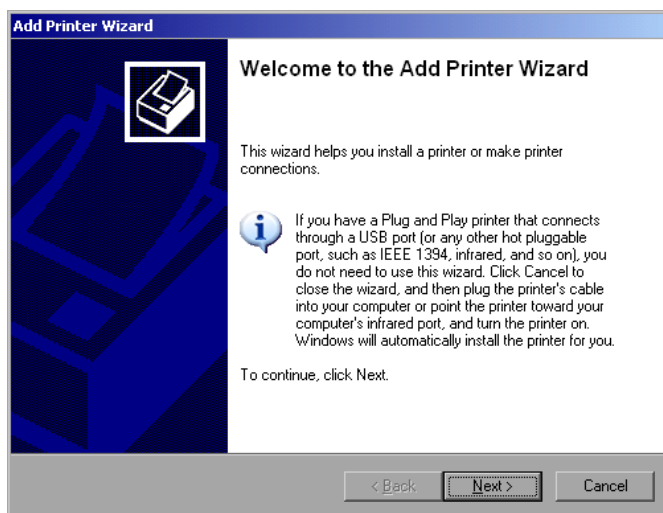 Add Printer Wizard
Welcome to the Add Printer Wizard
This wizard helps you install a printer or make printer
connections.
If you have a Plug and Play printer that connects
through a USB port (or any other hot pluggable
port, such as IEEE 1394, infrared, and so on), you
do not need to use this wizard. Click Cancel to
close the wizard, and then plug the printer's cable
into your computer or point the printer toward your
computer's infrared port, and turn the printer on.
Windows will automatically install the printer for you.
To continue, click Next.
< Back Next > Cancel